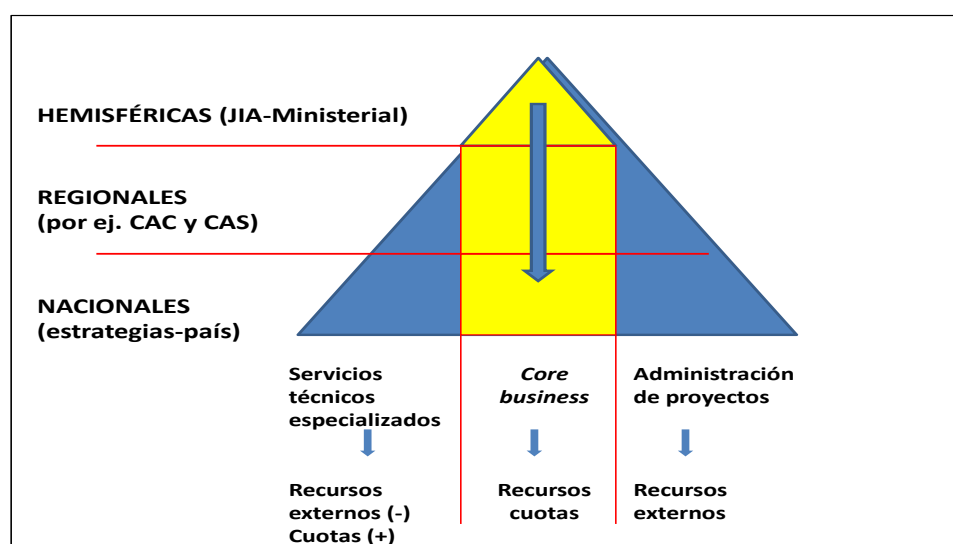 HEMISFÉRICAS (JIA-Ministerial)
REGIONALES
(por ej. CAC y CAS)
NACIONALES
(estrategias-país)
Servicios
técnicos
especializados
Core
business
Administración
de proyectos
Recursos
externos (-)
Cuotas (+)
Recursos
cuotas
Recursos
externos